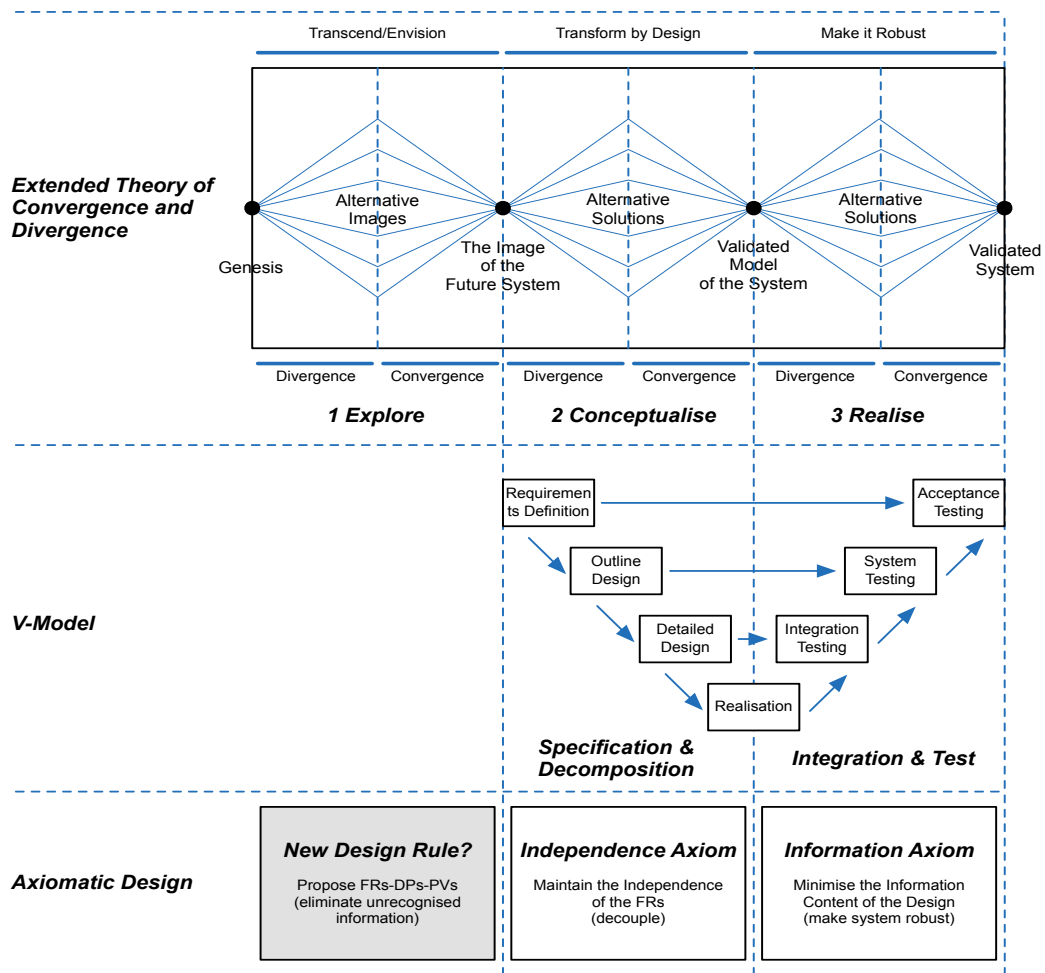 Transcend/Envision
Transform by Design
Make it Robust
Extended Theory of
Convergence and
Divergence
Alternative
Images
Alternative
Solutions
Alternative
Solutions
Genesis
The Image
of the
Future System
Validated
Model
of the System
Validated
System
Divergence
Convergence
Divergence
Convergence
Divergence
Convergence
1 Explore
2 Conceptualise
3 Realise
V-Model
Requiremen
ts Definition
Acceptance
Testing
Outline
Design
System
Testing
Detailed
Design
Integration
Testing
Realisation
Specification &
Decomposition
Integration & Test
Axiomatic Design
New Design Rule?
Propose FRs-DPs-PVs
(eliminate unrecognised
information)
Independence Axiom
Maintain the Independence
of the FRs
(decouple)
Information Axiom
Minimise the Information
Content of the Design
(make system robust)